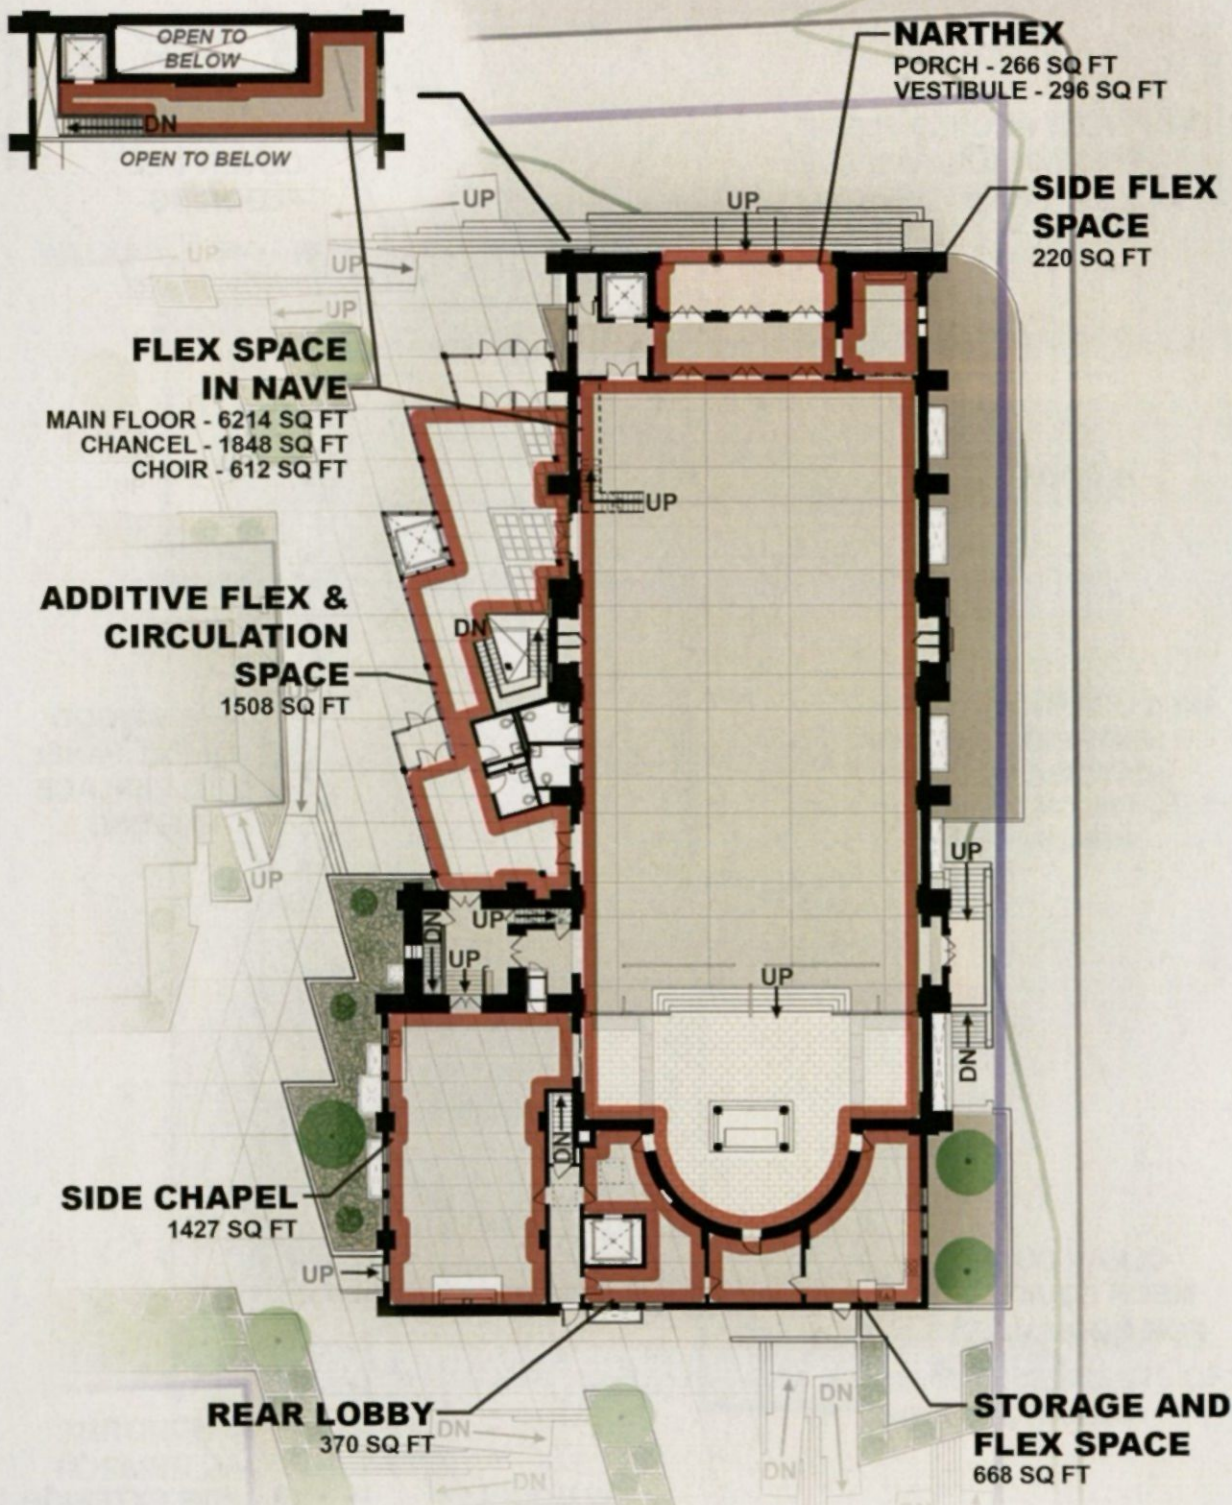 OPEN TO
BELOW
DN
OPEN TO BELOW
NARTHEX
PORCH - 266 SQ FT
VESTIBULE - 296 SQ FT
SIDE FLEX
SPACE
220 SQ FT
UP
UP
UP
UP
UP
FLEX SPACE
IN NAVE
MAIN FLOOR - 6214 SQ FT
CHANCEL - 1848 SQ FT
CHOIR - 612 SQ FT
UP
ADDITIVE FLEX &
CIRCULATION
SPACE
1508 SQ FT
DN
UP
UP
DN
UP
UP
UP
DN
DN
SIDE CHAPEL
1427 SQ FT
UP
REAR LOBBY
370 SQ FT
DN
DN
DN
DN
STORAGE AND
FLEX SPACE
668 SQ FT